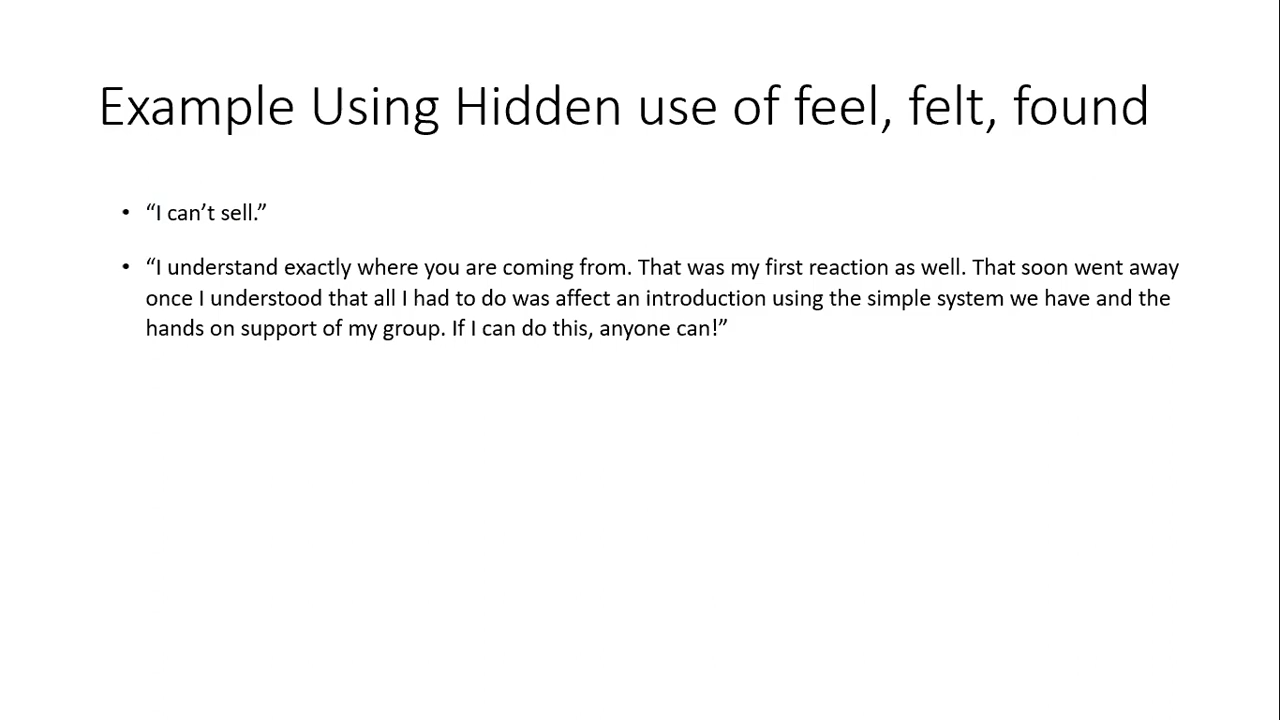 Example Using Hidden use of feel, felt, found
• “I can’t sell.”
• “I understand exactly where you are coming from. That was my first reaction as well. That soon went away
once I understood that all I had to do was affect an introduction using the simple system we have and the
hands on support of my group. If I can do this, anyone can!”